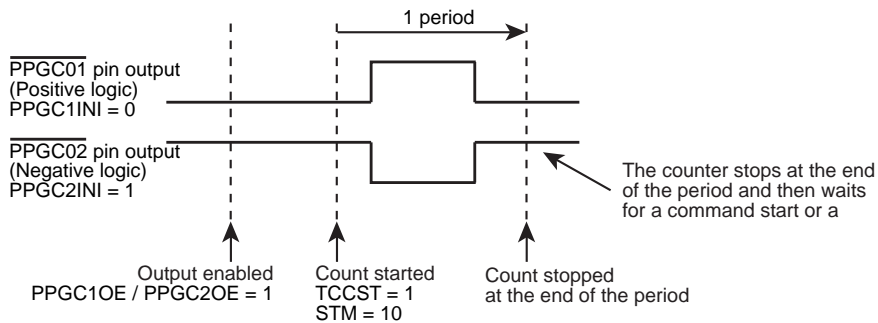 1 period
PPGC01 pin output
(Positive logic)
PPGC1INI = 0
PPGC02 pin output
(Negative logic)
PPGC2INI = 1
The counter stops at the end
of the period and then waits
for a command start or a
Output enabled
PPGC1OE / PPGC2OE = 1
Count started
TCCST = 1
STM = 10
Count stopped
at the end of the period